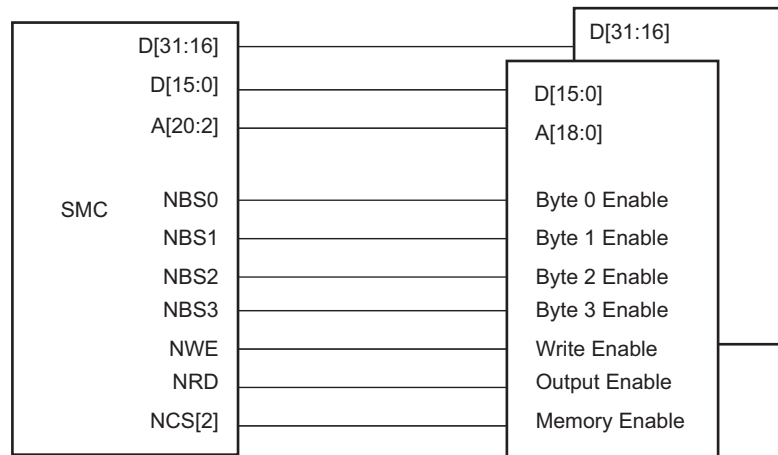 D[31:16]
D[15:0]
A[20:2]
SMC
NBS0
NBS1
NBS2
NBS3
NWE
NRD
NCS[2]
D[31:16]
D[15:0]
A[18:0]
Byte 0 Enable
Byte 1 Enable
Byte 2 Enable
Byte 3 Enable
Write Enable
Output Enable
Memory Enable